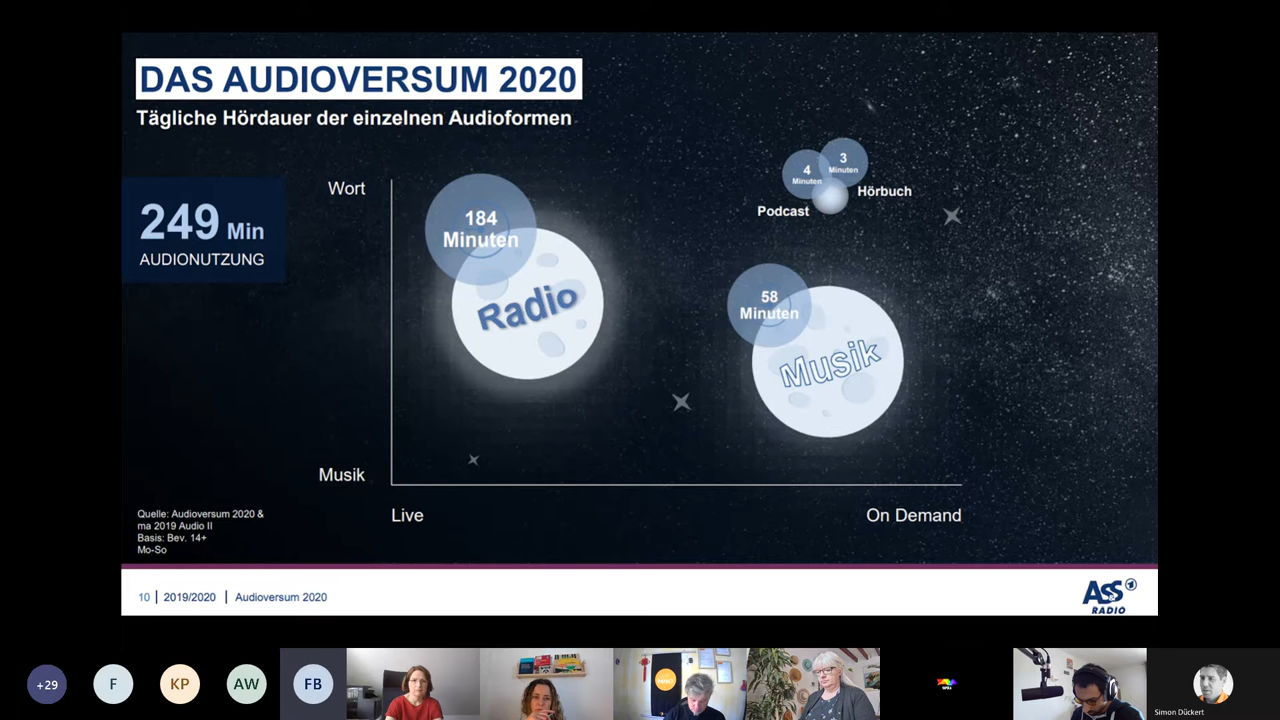 DAS AUDIOVERSUM 2020
Tägliche Hördauer der einzelnen Audioformen
249 Min
AUDIONUTZUNG
Wort
184
Minuten
Radio
4
Minuten
3
Minuten
Hörbuch
Podcast
58
Minuten
Musik
Musik
Live
On Demand
Quelle: Audioversum 2020 &
ma 2019 Audio II
Basis: Bev. 14+
Mo-So
10 | 2019/2020 | Audioversum 2020
AS&S
RADIO
+29
F
KP
AW
FB
Simon Dückert